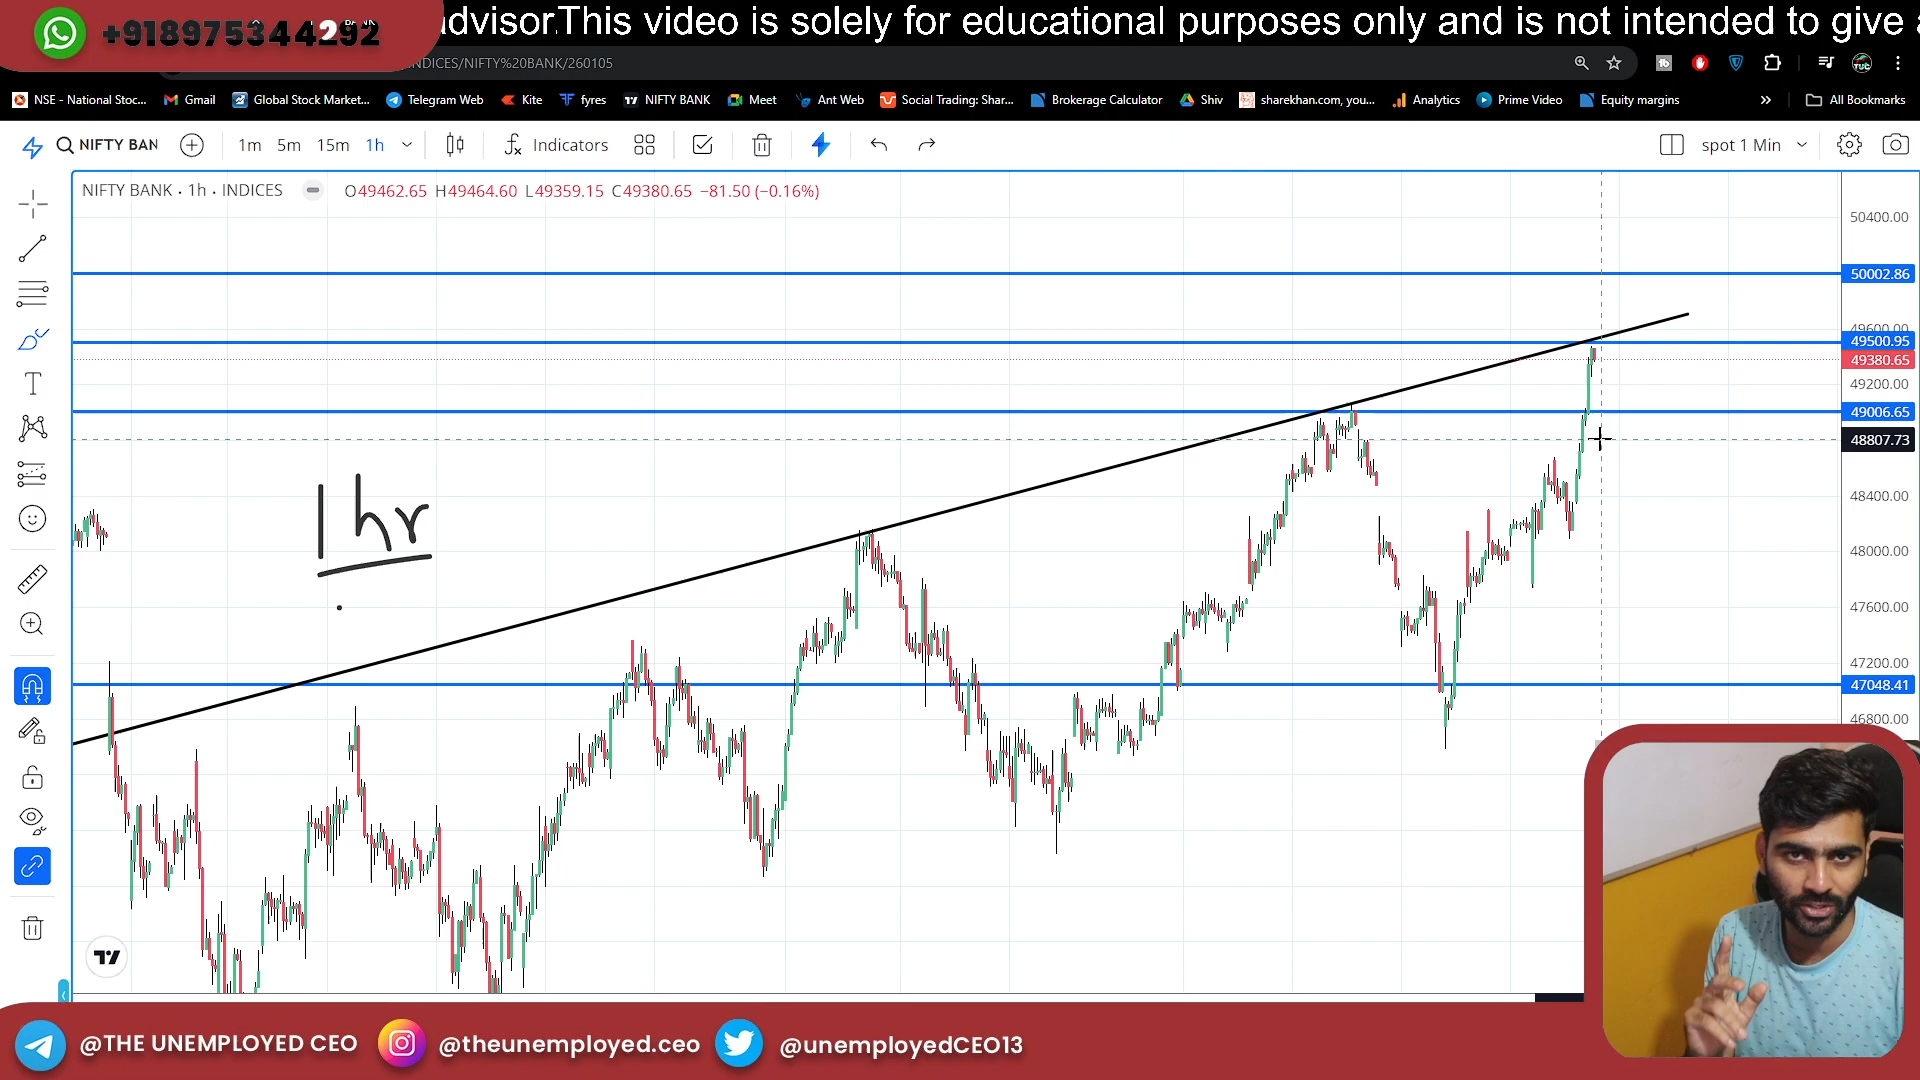 +918975344292
advisor.This video is solely for educational purposes only and is not intended to give
INDICES/NIFTY%20BANK/260105
NSE - National Stoc...
Gmail
Global Stock Market...
Telegram Web
Kite
fyres
NIFTY BANK
Meet
Ant Web
Social Trading: Shar...
Brokerage Calculator
Shiv
sharekhan.com, you...
Analytics
Prime Video
Equity margins
All Bookmarks
NIFTY BAN
1m 5m 15m 1h
Indicators
spot 1 Min
NIFTY BANK · 1h · INDICES
O49462.65 H49464.60 L49359.15 C49380.65 −81.50 (−0.16%)
50400.00
50002.86
49600.00
49500.95
49380.65
49200.00
49006.65
48807.73
48400.00
48000.00
47600.00
47200.00
47048.41
46800.00
1 hr
@THE UNEMPLOYED CEO
@theunemployed.ceo
@unemployedCEO13